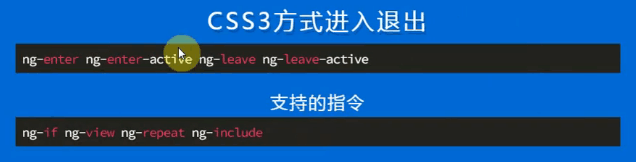 CSS3方式进入退出
ng-enter ng-enter-active ng-leave ng-leave-active
支持的指令
ng-if ng-view ng-repeat ng-include